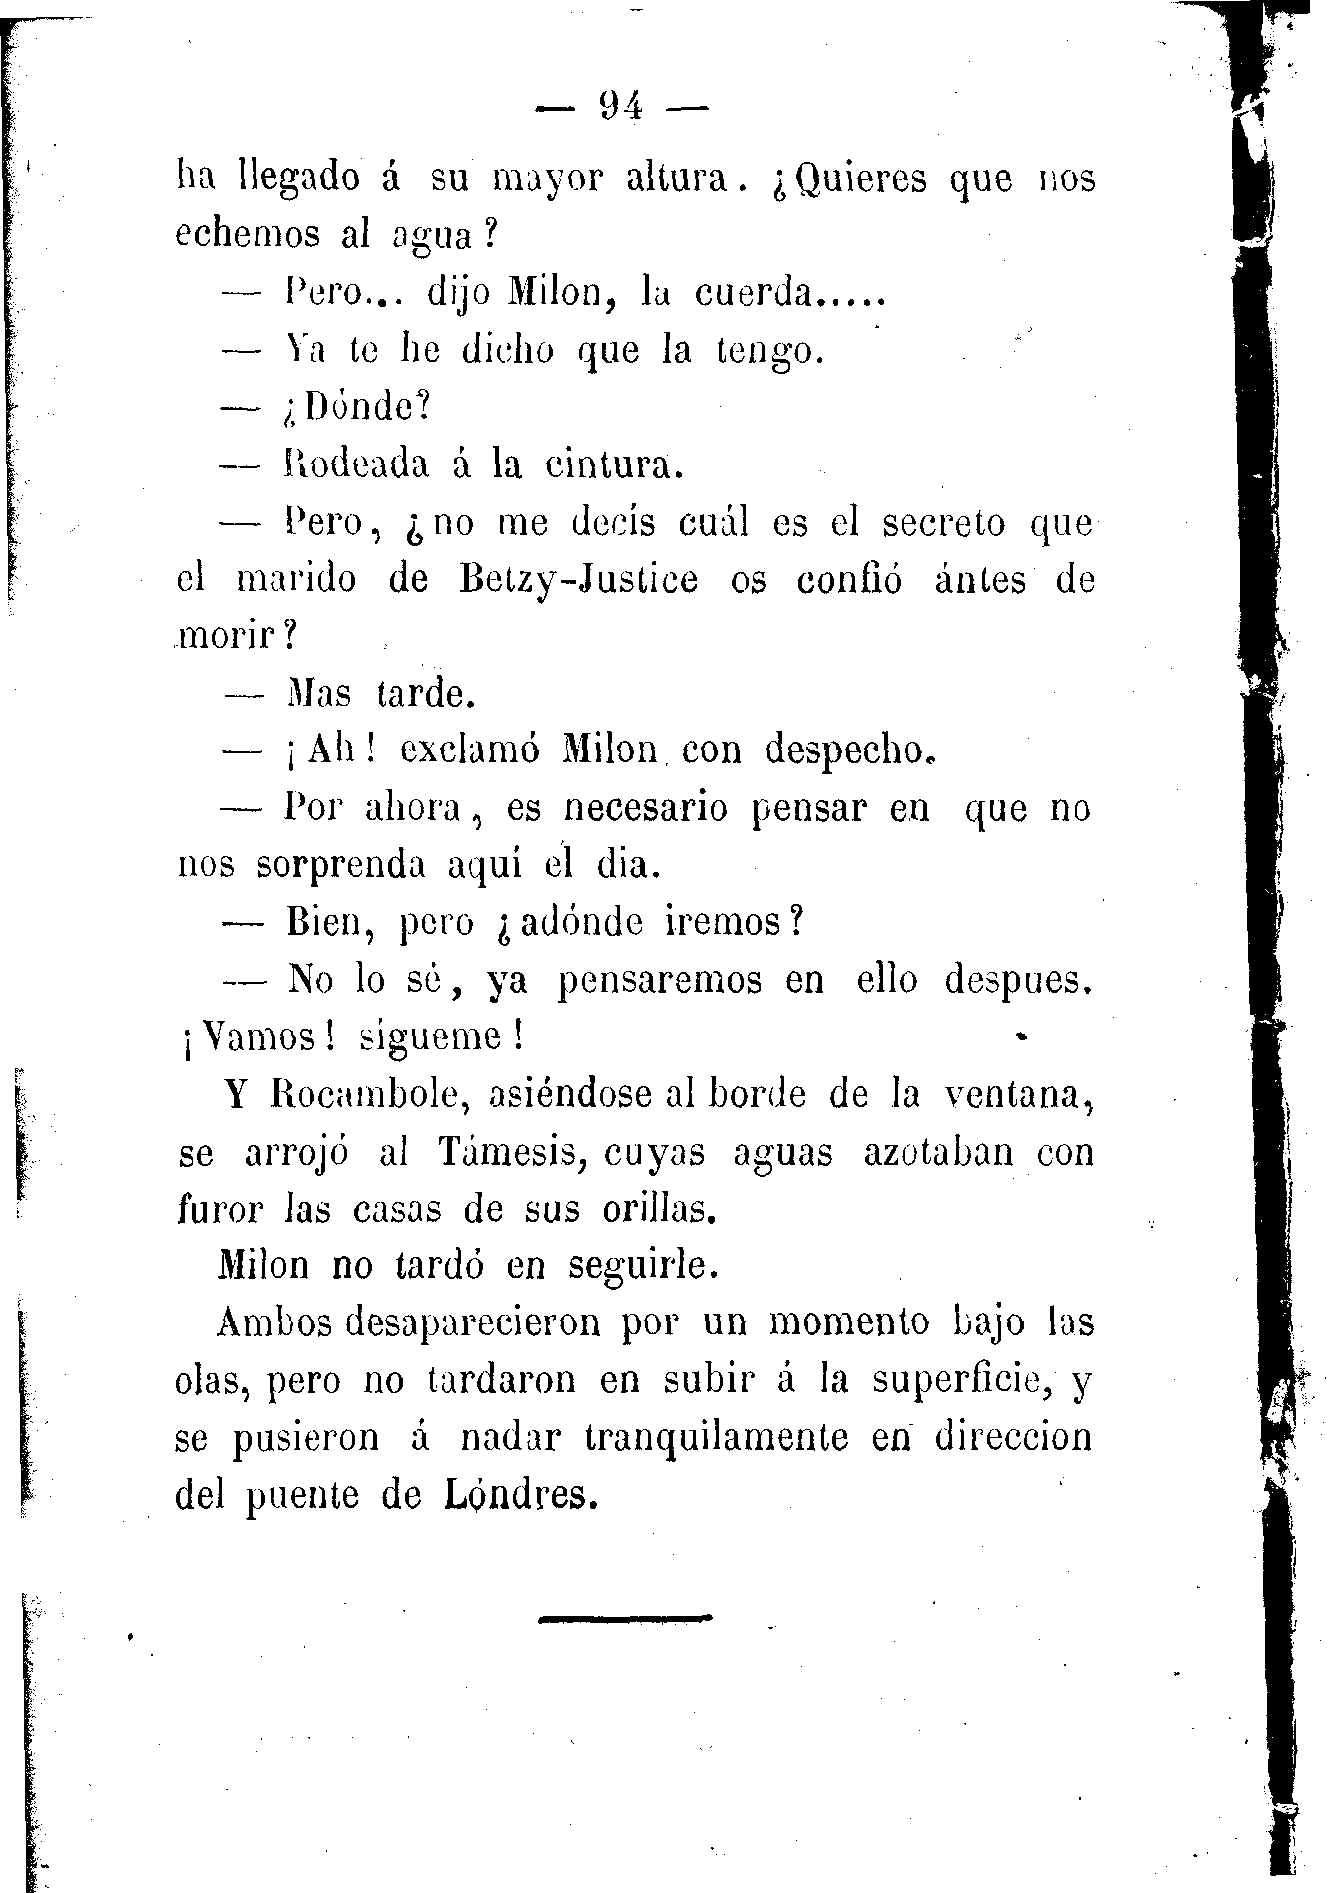 — 94 —
ha llegado á su mayor altura. ¿Quieres que nos
echemos al agua?
— Pero... dijo Milon, la cuerda.....
— Ya te he dicho que la tengo.
— ¿Dónde?
— Rodeada á la cintura.
— Pero, ¿no me decís cuál es el secreto que
el marido de Betzy-Justice os confió ántes de
morir?
— Mas tarde.
— ¡Ah! exclamó Milon con despecho.
— Por ahora, es necesario pensar en que no
nos sorprenda aquí el dia.
— Bien, pero ¿adónde iremos?
— No lo sé, ya pensaremos en ello despues.
¡Vamos! sígueme!
Y Rocambole, asiéndose al borde de la ventana,
se arrojó al Támesis, cuyas aguas azotaban con
furor las casas de sus orillas.
Milon no tardó en seguirle.
Ambos desaparecieron por un momento bajo las
olas, pero no tardaron en subir á la superficie, y
se pusieron á nadar tranquilamente en direccion
del puente de Lóndres.